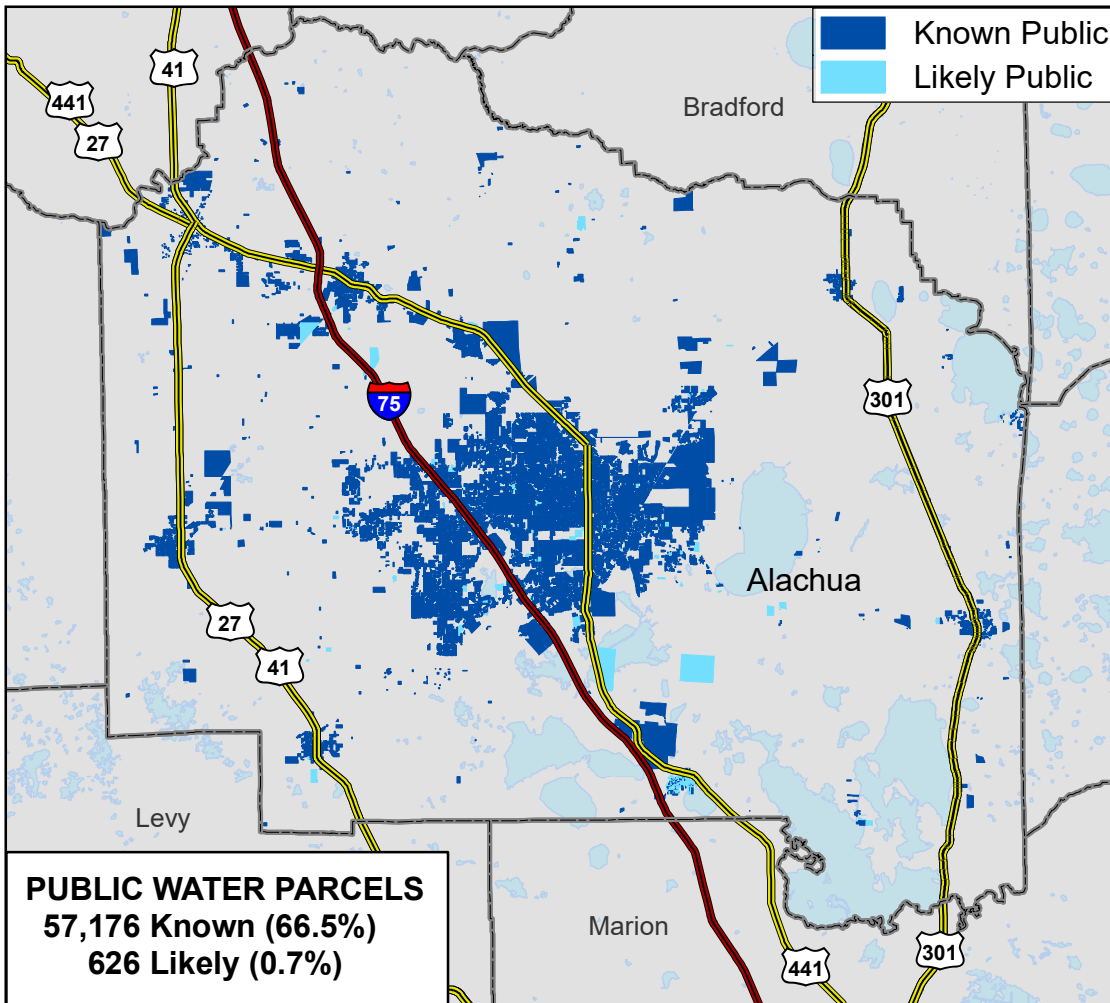 Known Public
Likely Public
41
441
27
Bradford
75
301
Alachua
27
41
Levy
Marion
441
301
PUBLIC WATER PARCELS
57,176 Known (66.5%)
626 Likely (0.7%)